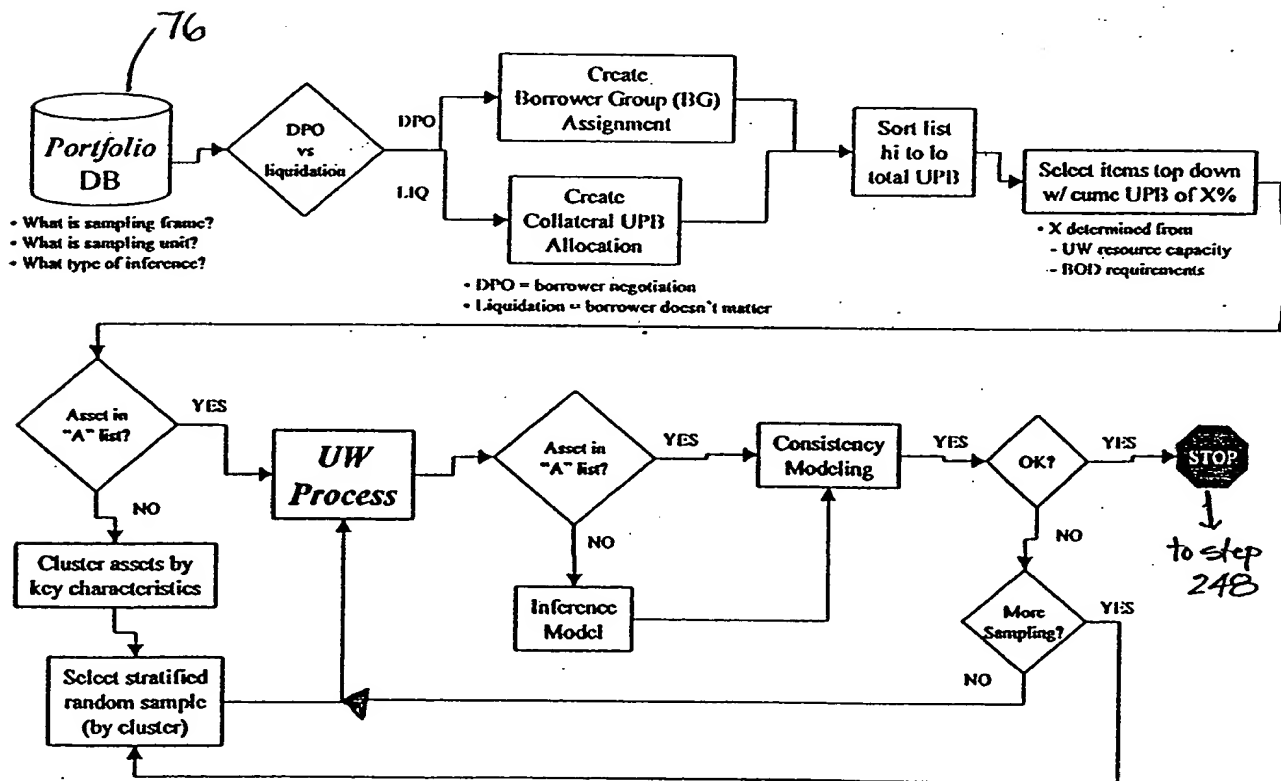 76
Portfolio
DB
• What is sampling frame?
• What is sampling unit?
• What type of inference?
DPO
vs
liquidation
DPO
LIQ
Create
Borrower Group (BG)
Assignment
Create
Collateral UPB
Allocation
• DPO = borrower negotiation
• Liquidation = borrower doesn't matter
Sort list
hi to lo
total UPB
Select items top down
w/ cume UPB of X%
• X determined from
- UW resource capacity
- BOD requirements
Asset in
"A" list?
YES
NO
Cluster assets by
key characteristics
Select stratified
random sample
(by cluster)
UW
Process
Asset in
"A" list?
YES
NO
Inference
Model
Consistency
Modeling
YES
OK?
YES
NO
STOP
to step
248
More
Sampling?
YES
NO